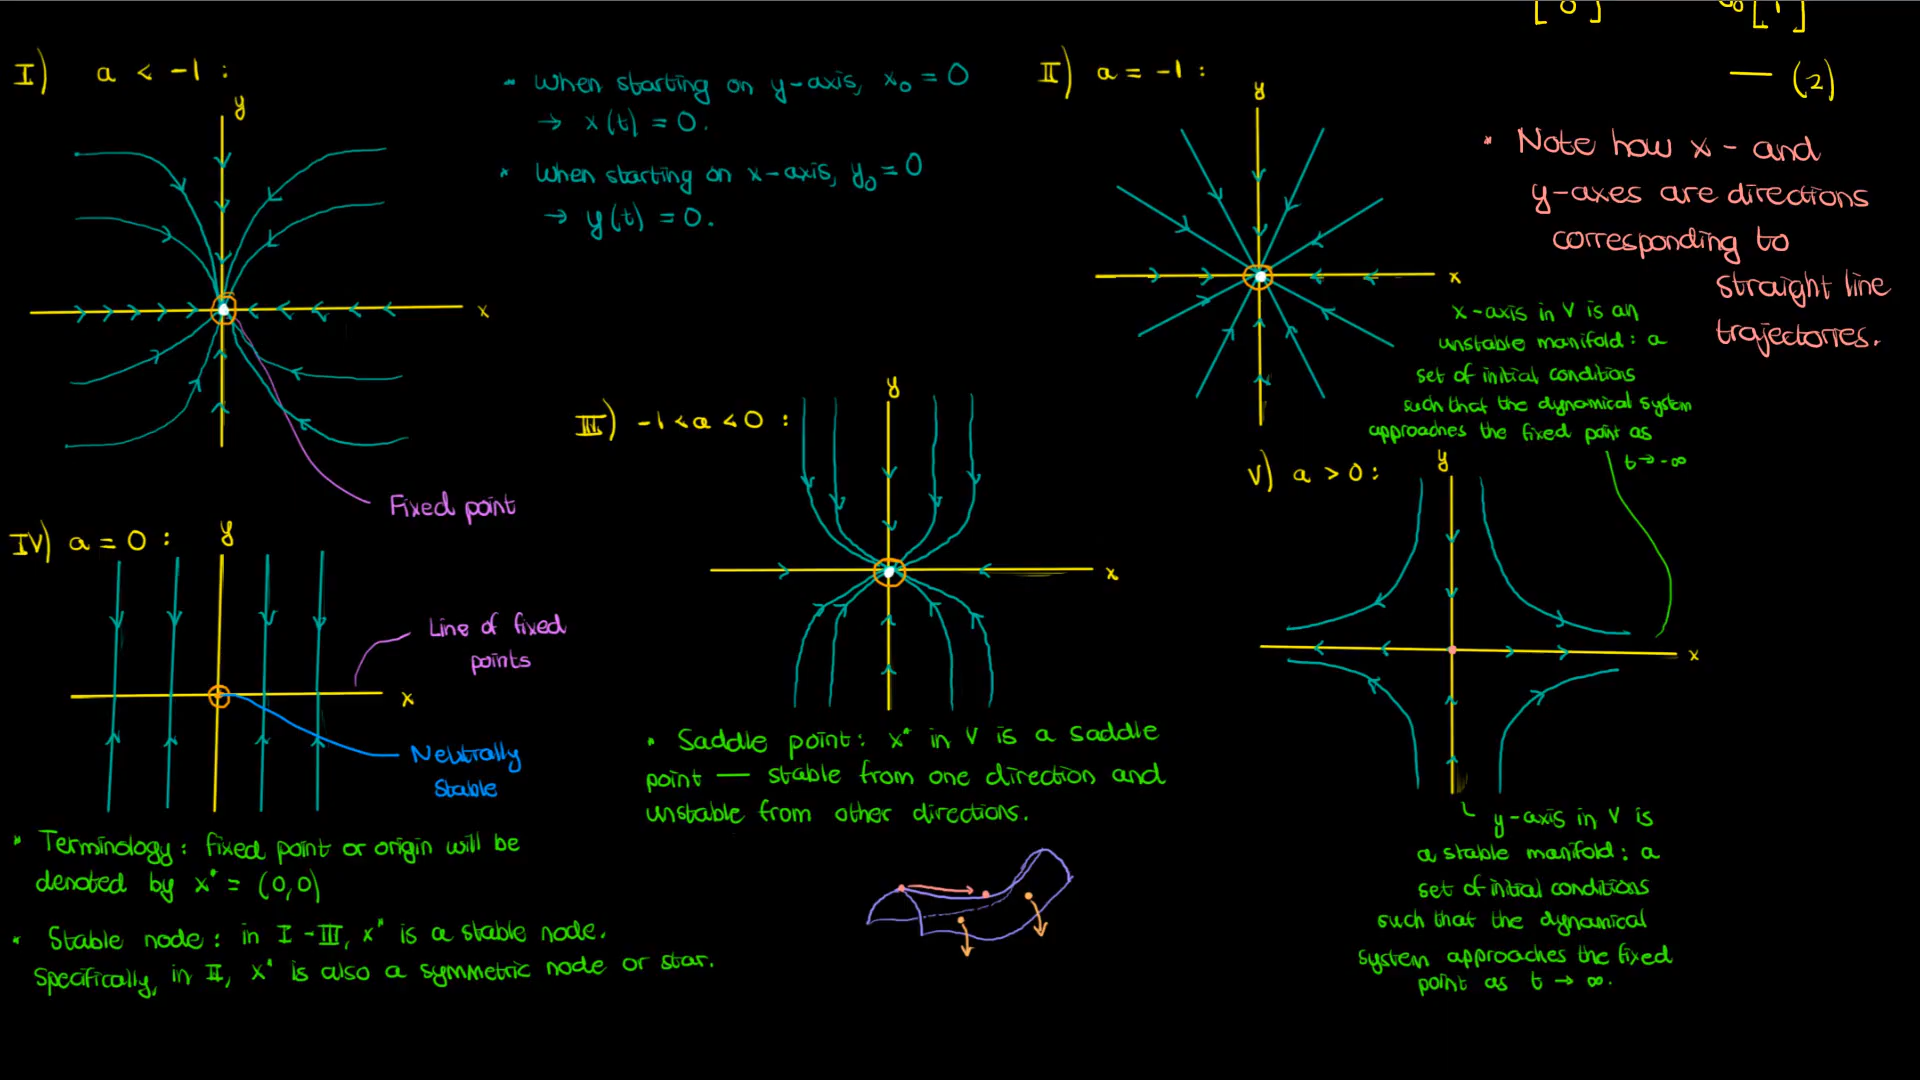 [ 0 ]
[ 1 ]
— (2)
I) a < -1 :
y
x
Fixed point
* When starting on y-axis, x₀ = 0
→ x(t) = 0.
* When starting on x-axis, y₀ = 0
→ y(t) = 0.
II) a = -1 :
y
x
* Note how x- and
y-axes are directions
corresponding to
straight line
trajectories.
III) -1 < a < 0 :
y
x
x-axis in V is an
unstable manifold: a
set of initial conditions
such that the dynamical system
approaches the fixed point as
t → -∞
IV) a = 0 :
y
x
Line of fixed
points
Neutrally
Stable
V) a > 0 :
y
x
* Saddle point: x* in V is a saddle
point — stable from one direction and
unstable from other directions.
y-axis in V is
a stable manifold: a
set of initial conditions
such that the dynamical
system approaches the fixed
point as t → ∞.
* Terminology: fixed point or origin will be
denoted by x* = (0,0)
* Stable node: in I - III, x* is a stable node.
Specifically, in II, x* is also a symmetric node or star.